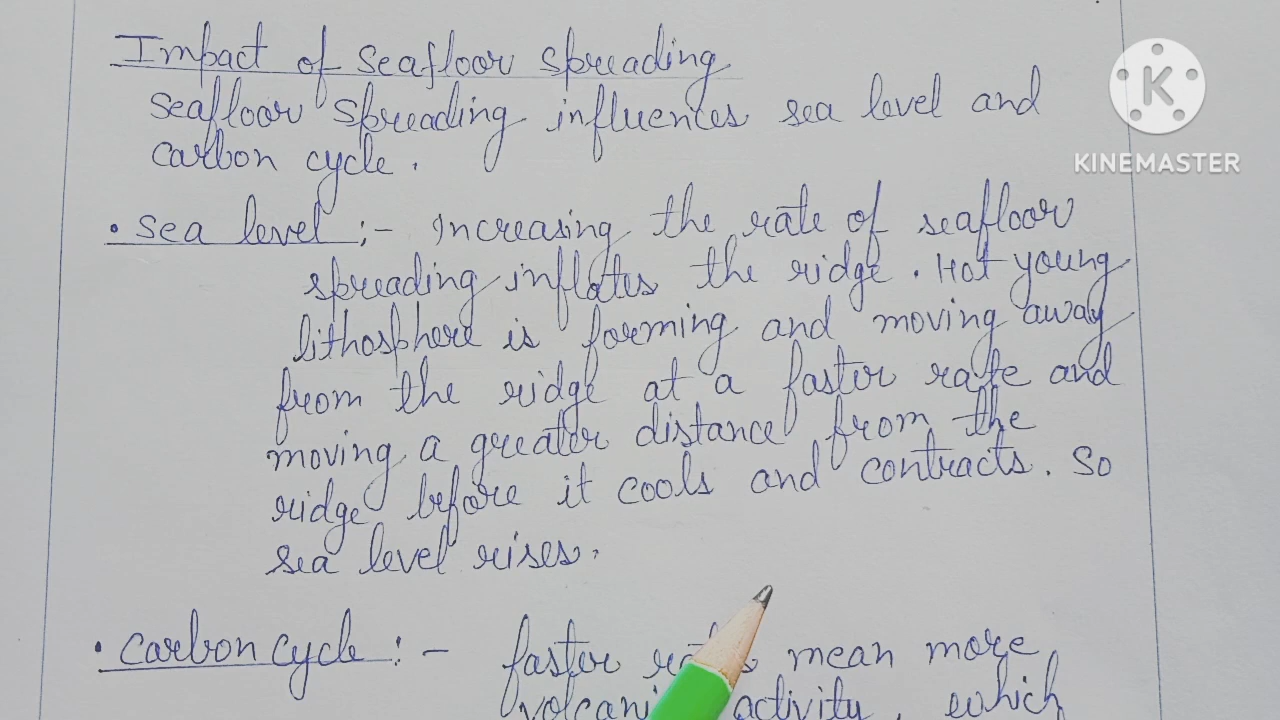 Impact of seafloor spreading
seafloor spreading influences sea level and
carbon cycle.
• sea level :- Increasing the rate of seafloor
spreading inflates the ridge. Hot young
lithosphere is forming and moving away
from the ridge at a faster rate and
moving a greater distance from the
ridge before it cools and contracts. So
sea level rises.
• carbon cycle :- faster mean more
activity, which
K
KINEMASTER